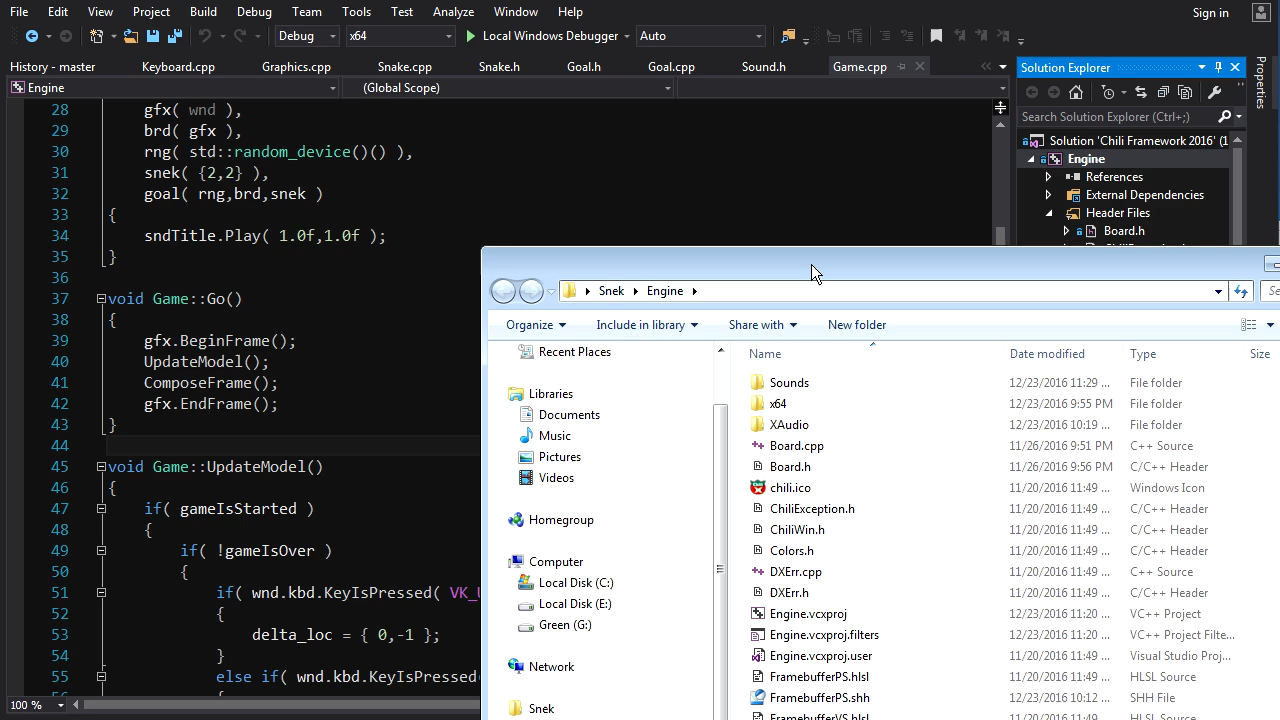 File Edit View Project Build Debug Team Tools Test Analyze Window Help Sign in
Debug x64 Local Windows Debugger Auto
History - master Keyboard.cpp Graphics.cpp Snake.cpp Snake.h Goal.h Goal.cpp Sound.h Game.cpp
Engine (Global Scope)
28 gfx( wnd ),
29 brd( gfx ),
30 rng( std::random_device()() ),
31 snek( {2,2} ),
32 goal( rng,brd,snek )
33 {
34 sndTitle.Play( 1.0f,1.0f );
35 }
36
37 void Game::Go()
38 {
39 gfx.BeginFrame();
40 UpdateModel();
41 ComposeFrame();
42 gfx.EndFrame();
43 }
44
45 void Game::UpdateModel()
46 {
47 if( gameIsStarted )
48 {
49 if( !gameIsOver )
50 {
51 if( wnd.kbd.KeyIsPressed( VK_
52 {
53 delta_loc = { 0,-1 };
54 }
55 else if( wnd.kbd.KeyIsPressed
56 {
100 %
Solution Explorer
Search Solution Explorer (Ctrl+;)
Solution 'Chili Framework 2016' (1
Engine
References
External Dependencies
Header Files
Board.h
Properties
Snek Engine
Organize Include in library Share with New folder
Recent Places
Libraries
Documents
Music
Pictures
Videos
Homegroup
Computer
Local Disk (C:)
Local Disk (E:)
Green (G:)
Network
Snek
Name Date modified Type Size
Sounds 12/23/2016 11:29 ... File folder
x64 12/23/2016 9:55 PM File folder
XAudio 12/23/2016 10:19 ... File folder
Board.cpp 11/26/2016 9:51 PM C++ Source
Board.h 11/26/2016 9:56 PM C/C++ Header
chili.ico 11/20/2016 11:49 ... Windows Icon
ChiliException.h 11/20/2016 11:49 ... C/C++ Header
ChiliWin.h 11/20/2016 11:49 ... C/C++ Header
Colors.h 11/20/2016 11:49 ... C/C++ Header
DXErr.cpp 11/20/2016 11:49 ... C++ Source
DXErr.h 11/20/2016 11:49 ... C/C++ Header
Engine.vcxproj 12/23/2016 11:20 ... VC++ Project
Engine.vcxproj.filters 12/23/2016 11:20 ... VC++ Project Filte...
Engine.vcxproj.user 11/20/2016 11:49 ... Visual Studio Proj...
FramebufferPS.hlsl 11/20/2016 11:49 ... HLSL Source
FramebufferPS.shh 12/23/2016 10:12 ... SHH File
FramebufferVS.hlsl 11/20/2016 11:49 ... HLSL Source